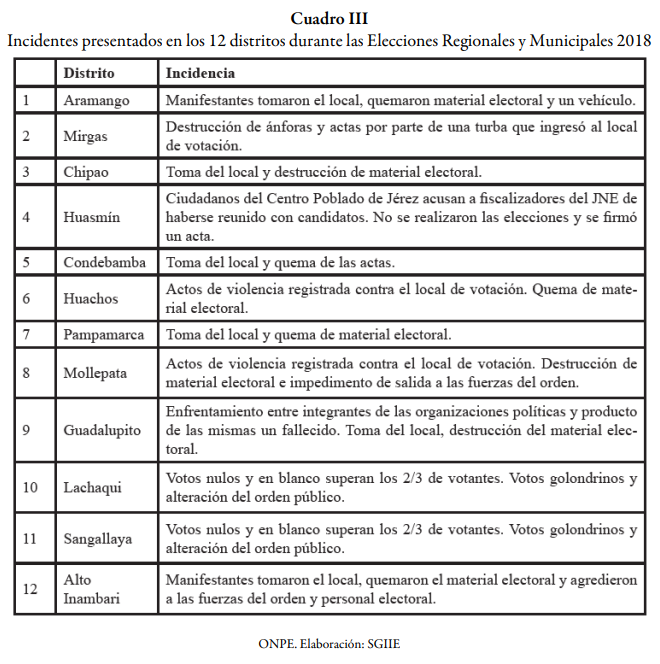 Cuadro III
Incidentes presentados en los 12 distritos durante las Elecciones Regionales y Municipales 2018
Distrito Incidencia
1 Aramango Manifestantes tomaron el local, quemaron material electoral y un vehículo.
2 Mirgas Destrucción de ánforas y actas por parte de una turba que ingresó al local
de votación.
3 Chipao Toma del local y destrucción de material electoral.
4 Huasmín Ciudadanos del Centro Poblado de Jérez acusan a fiscalizadores del JNE de
haberse reunido con candidatos. No se realizaron las elecciones y se firmó
un acta.
5 Condebamba Toma del local y quema de las actas.
6 Huachos Actos de violencia registrada contra el local de votación. Quema de mate-
rial electoral.
7 Pampamarca Toma del local y quema de material electoral.
8 Mollepata Actos de violencia registrada contra el local de votación. Destrucción de
material electoral e impedimento de salida a las fuerzas del orden.
9 Guadalupito Enfrentamiento entre integrantes de las organizaciones políticas y producto
de las mismas un fallecido. Toma del local, destrucción del material elec-
toral.
10 Lachaqui Votos nulos y en blanco superan los 2/3 de votantes. Votos golondrinos y
alteración del orden público.
11 Sangallaya Votos nulos y en blanco superan los 2/3 de votantes. Votos golondrinos y
alteración del orden público.
12 Alto
Inambari Manifestantes tomaron el local, quemaron el material electoral y agredieron
a las fuerzas del orden y personal electoral.
ONPE. Elaboración: SGIIE